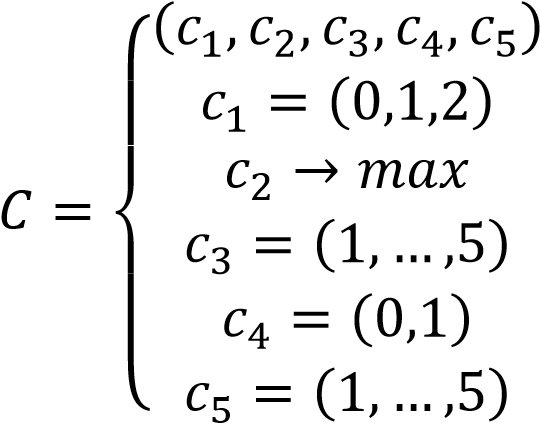 (c₁, c₂, c₃, c₄, c₅)
c₁ = (0,1,2)
c₂ → max
C = { c₃ = (1, … ,5)
c₄ = (0,1)
c₅ = (1, … ,5)